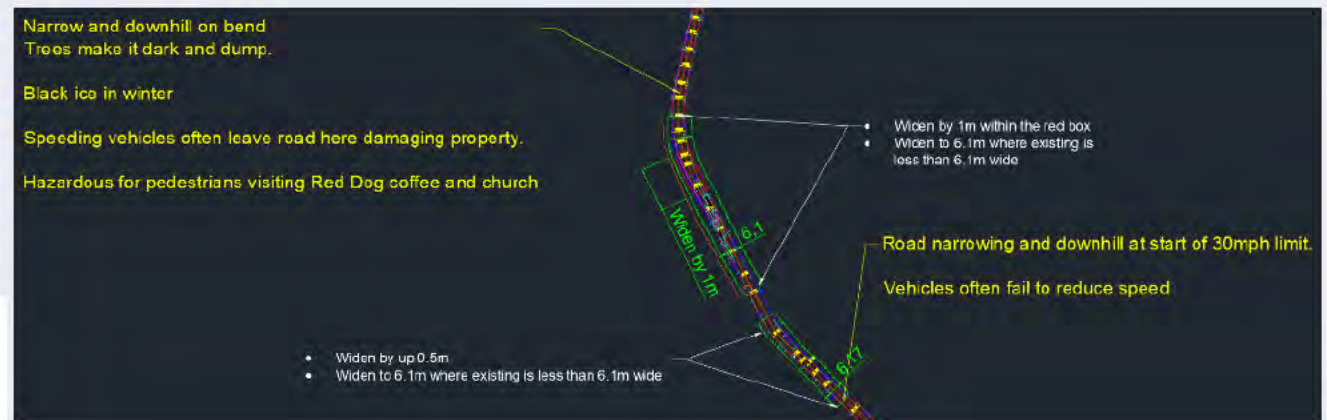 Narrow and downhill on bend
Trees make it dark and dump.
Black ice in winter
Speeding vehicles often leave road here damaging property.
Hazardous for pedestrians visiting Red Dog coffee and church
• Widen by 1m within the red box
• Widen to 6.1m where existing is
less than 6.1m wide
Widen by 1m
6,1
Road narrowing and downhill at start of 30mph limit.
Vehicles often fail to reduce speed
• Widen by up 0.5m
• Widen to 6.1m where existing is less than 6.1m wide
6,17